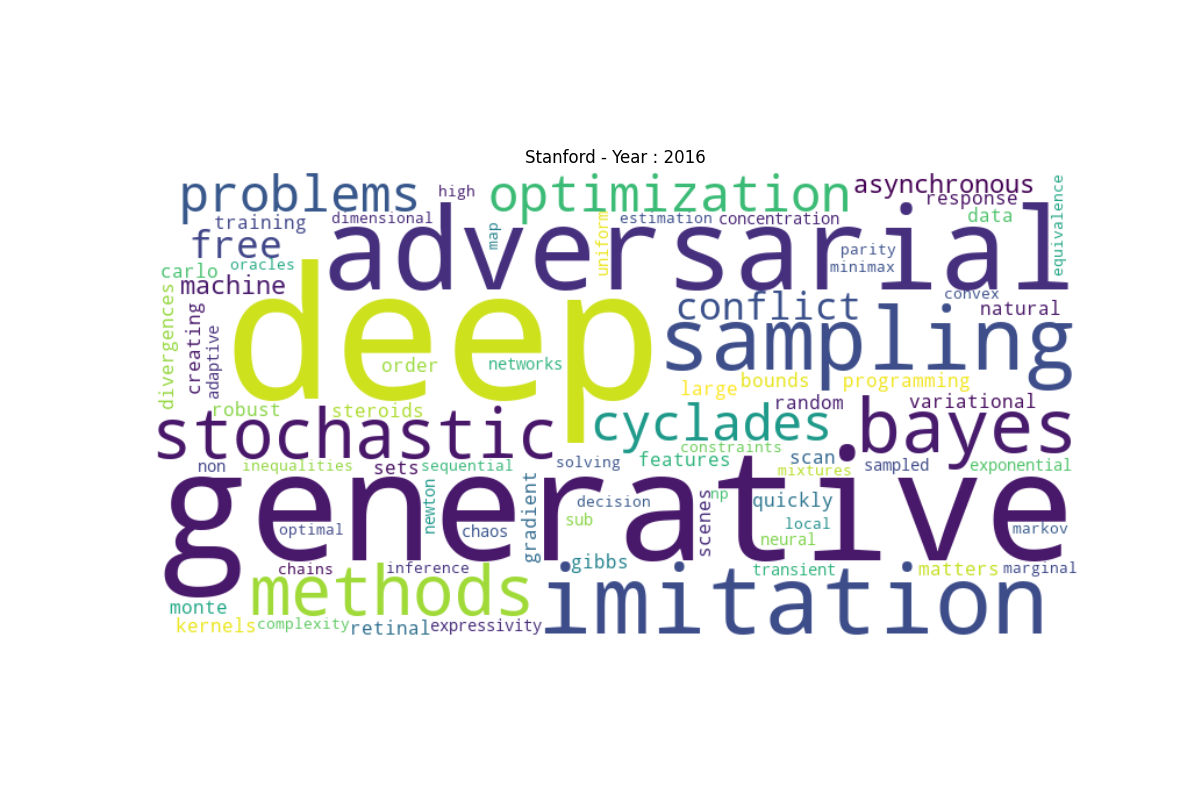 Stanford - Year : 2016
problems
high
optimization
asynchronous
response
equivalence
training
dimensional
estimation
concentration
data
free
adversarial
map
uniform
parity
minimax
carlo
oracles
machine
deep
conflict
convex
natural
divergences
creating
adaptive
sampling
order
networks
large
bounds
programming
robust
steroids
random
variational
stochastic
cyclades
bayes
constraints
non
inequalities
sets
sequential
solving
features
scan
mixtures
sampled
exponential
generative
newton
gradient
decision
scenes
np
quickly
optimal
chaos
sub
local
neural
markov
chains
inference
gibbs
transient
matters
marginal
methods
imitation
monte
kernels
complexity
retinal
expressivity